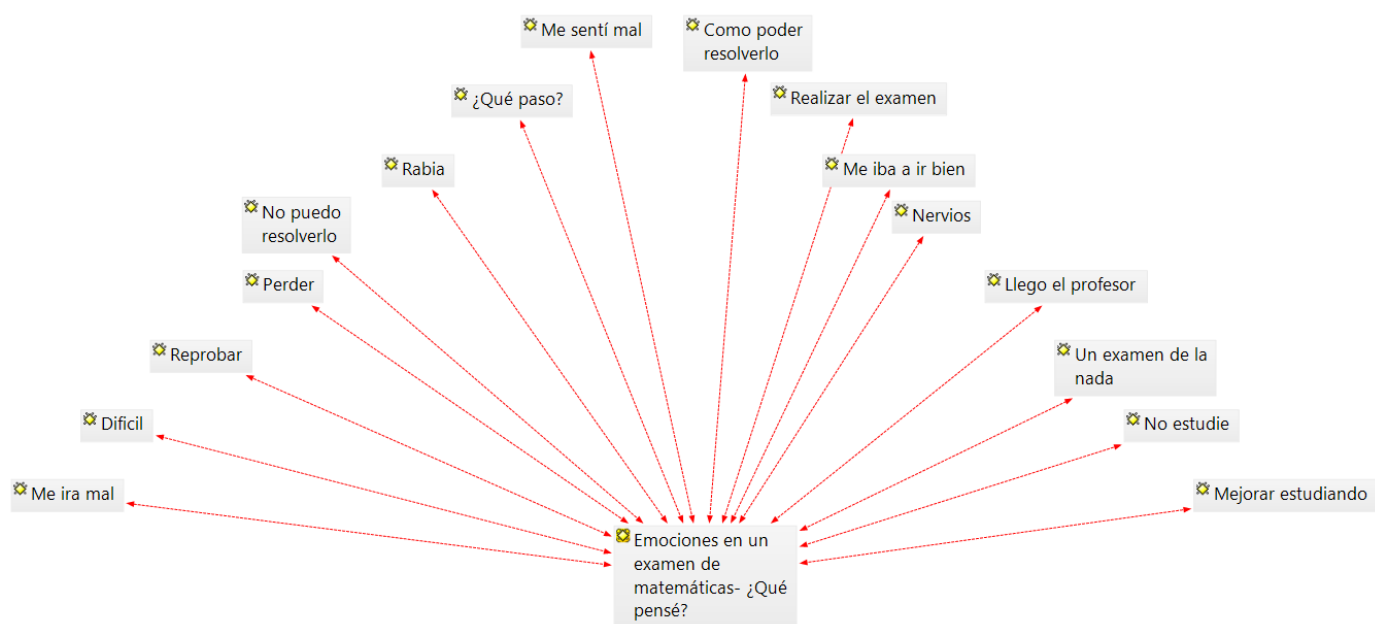 Me sentí mal
Como poder
resolverlo
¿Qué paso?
Realizar el examen
Rabia
Me iba a ir bien
No puedo
resolverlo
Nervios
Perder
Llego el profesor
Reprobar
Un examen de la
nada
Dificil
No estudie
Me ira mal
Mejorar estudiando
Emociones en un
examen de
matemáticas- ¿Qué
pensé?